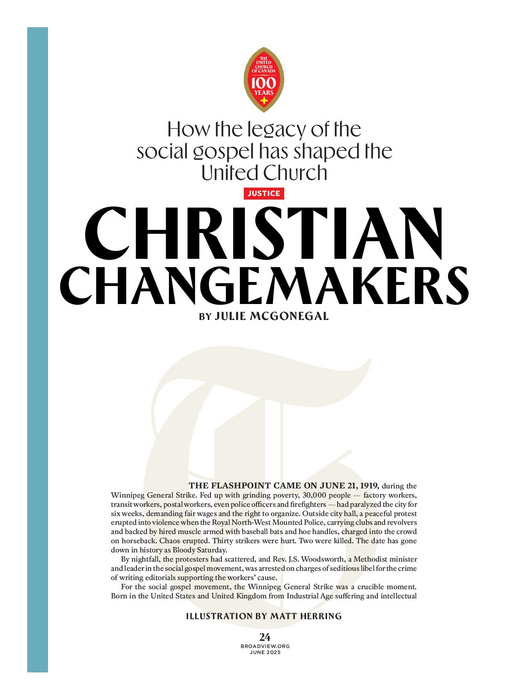 THE
UNITED
CHURCH
OF CANADA
100
YEARS
How the legacy of the
social gospel has shaped the
United Church
JUSTICE
CHRISTIAN
CHANGEMAKERS
BY JULIE MCGONEGAL
T
THE FLASHPOINT CAME ON JUNE 21, 1919, during the
Winnipeg General Strike. Fed up with grinding poverty, 30,000 people — factory workers,
transit workers, postal workers, even police officers and firefighters — had paralyzed the city for
six weeks, demanding fair wages and the right to organize. Outside city hall, a peaceful protest
erupted into violence when the Royal North-West Mounted Police, carrying clubs and revolvers
and backed by hired muscle armed with baseball bats and hoe handles, charged into the crowd
on horseback. Chaos erupted. Thirty strikers were hurt. Two were killed. The date has gone
down in history as Bloody Saturday.
By nightfall, the protesters had scattered, and Rev. J.S. Woodsworth, a Methodist minister
and leader in the social gospel movement, was arrested on charges of seditious libel for the crime
of writing editorials supporting the workers' cause.
For the social gospel movement, the Winnipeg General Strike was a crucible moment.
Born in the United States and United Kingdom from Industrial Age suffering and intellectual
ILLUSTRATION BY MATT HERRING
24
BROADVIEW.ORG
JUNE 2025